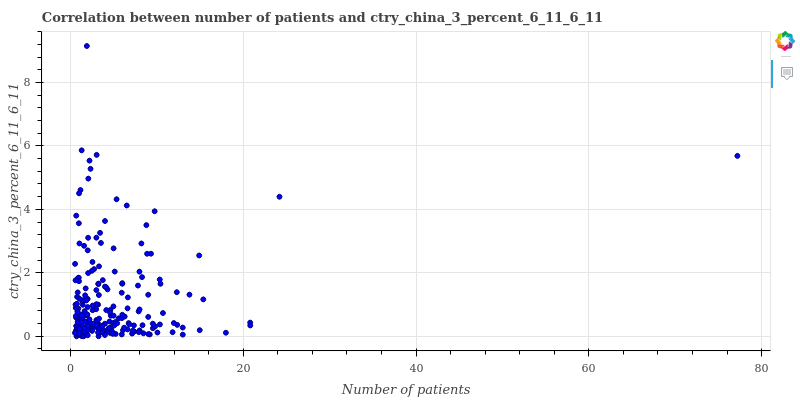 Correlation between number of patients and ctry_china_3_percent_6_11_6_11
ctry_china_3_percent_6_11_6_11
8
6
4
2
0
0 20 40 60 80
Number of patients